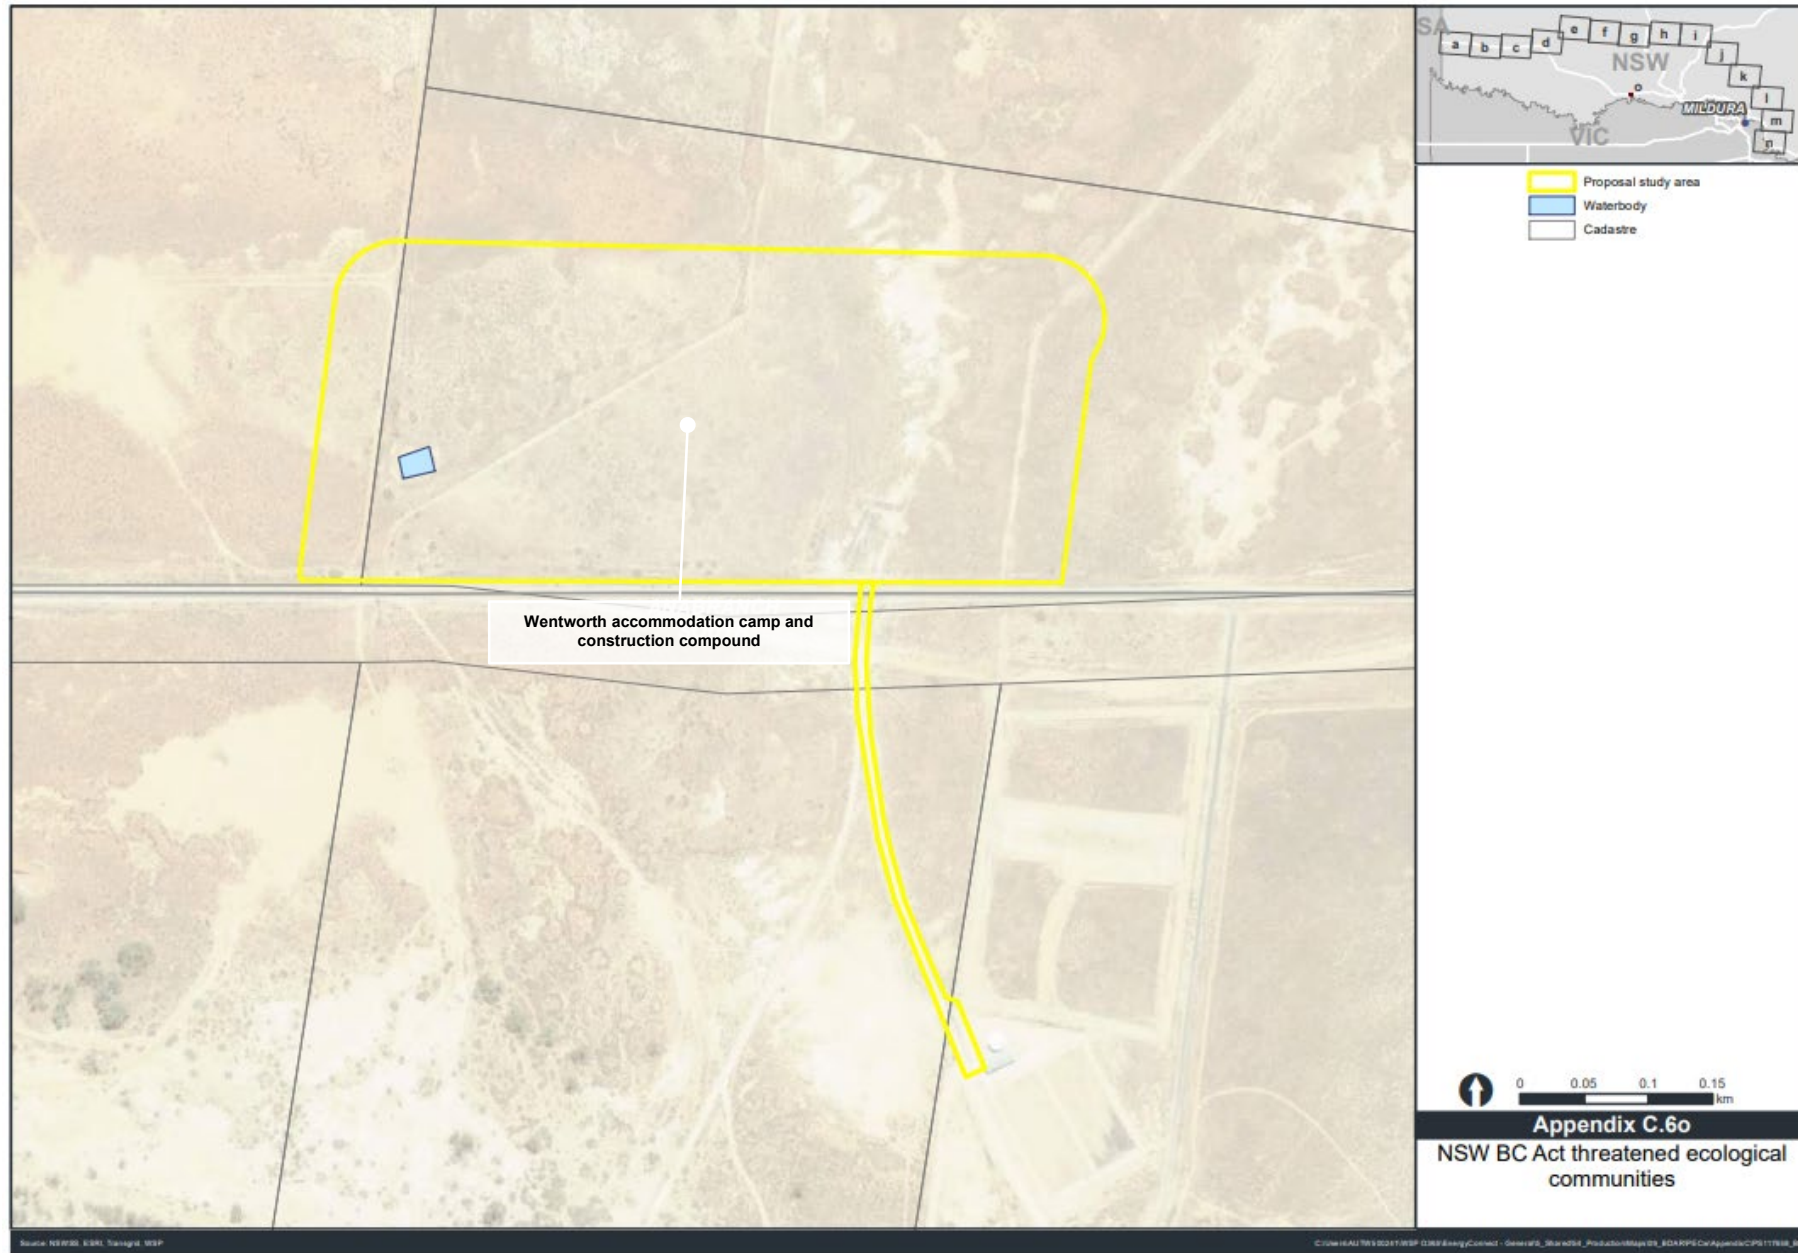 SA
a
b
c
d
e
f
g
h
i
j
k
l
m
n
o
NSW
MILDURA
VIC
Proposal study area
Waterbody
Cadastre
Wentworth accommodation camp and
construction compound
0 0.05 0.1 0.15
km
Appendix C.6o
NSW BC Act threatened ecological
communities
Source: NSWSS, ESRI, Transgrid, WSP